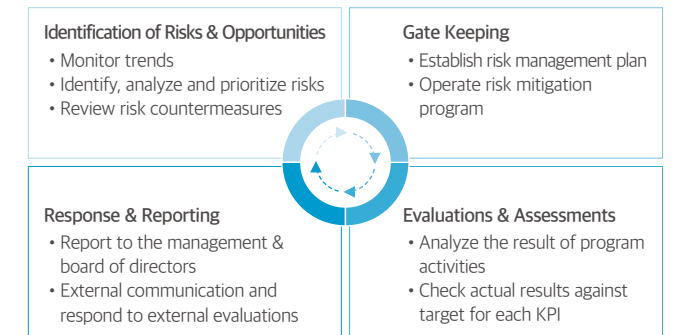 Identification of Risks & Opportunities
• Monitor trends
• Identify, analyze and prioritize risks
• Review risk countermeasures
Gate Keeping
• Establish risk management plan
• Operate risk mitigation
program
Response & Reporting
• Report to the management &
board of directors
• External communication and
respond to external evaluations
Evaluations & Assessments
• Analyze the result of program
activities
• Check actual results against
target for each KPI